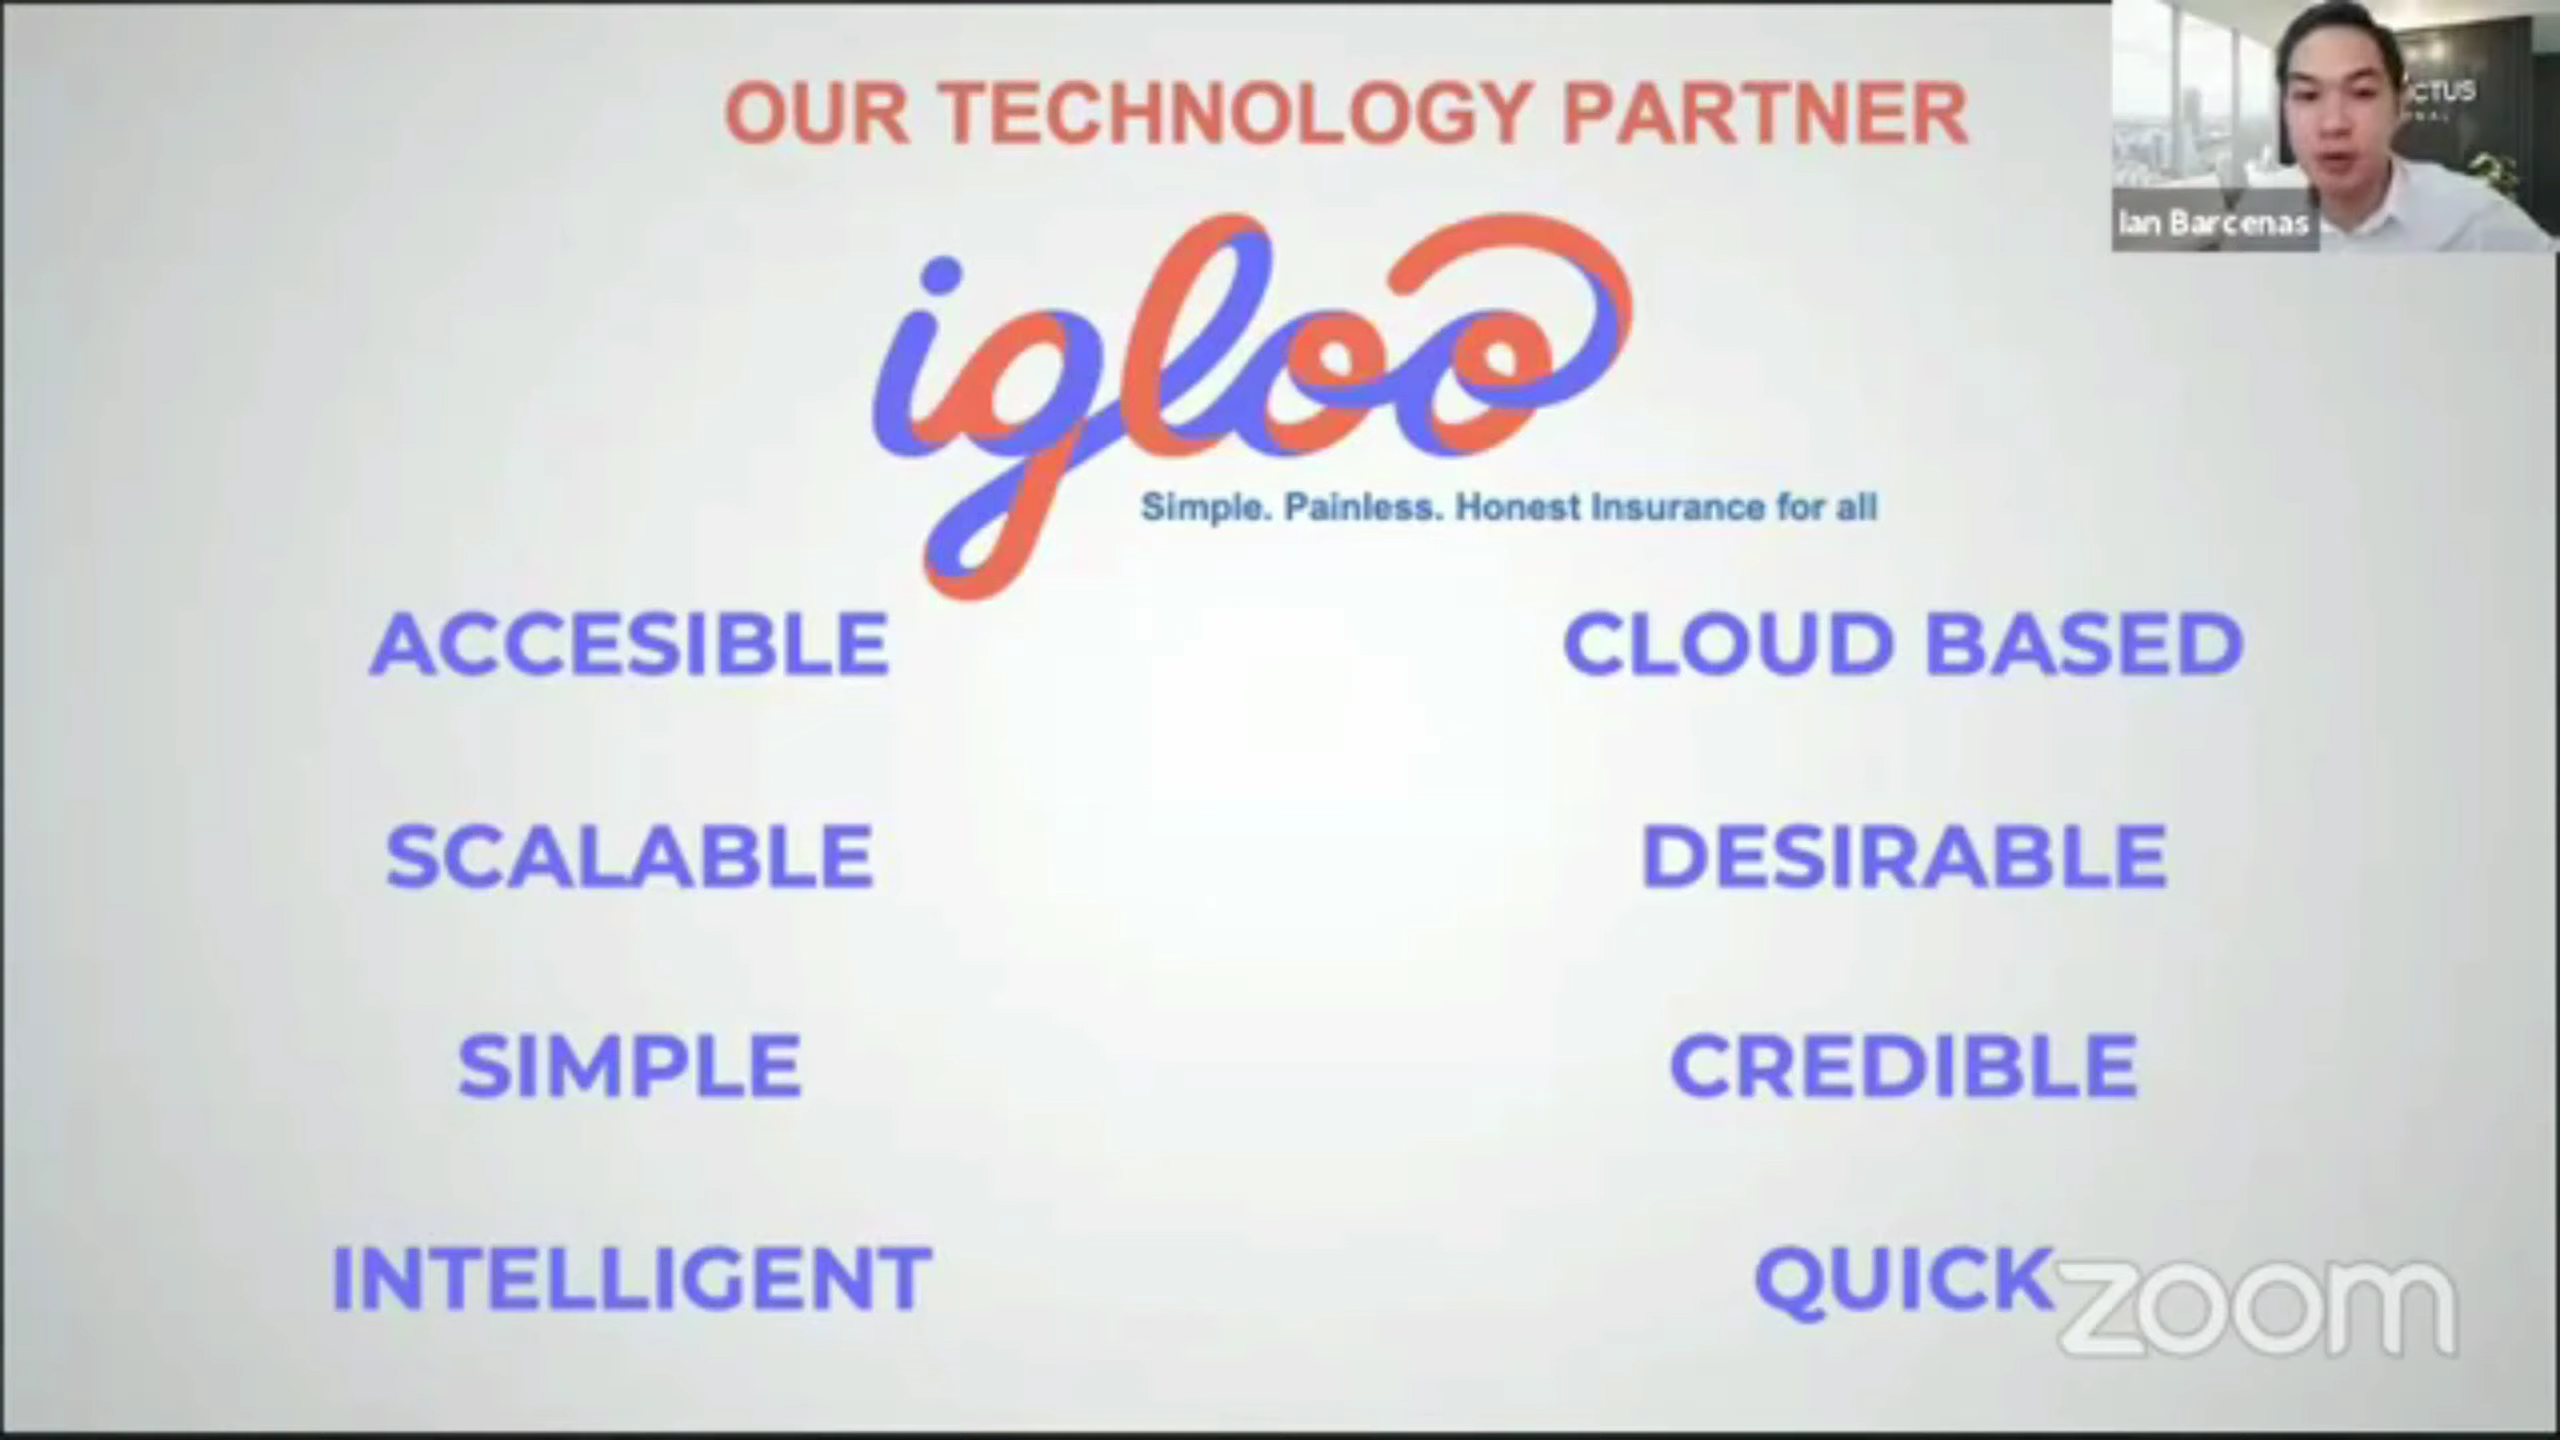 OUR TECHNOLOGY PARTNER
igloo
Simple. Painless. Honest Insurance for all
Ian Barcenas
ACCESIBLE
CLOUD BASED
SCALABLE
DESIRABLE
SIMPLE
CREDIBLE
INTELLIGENT
QUICK
zoom